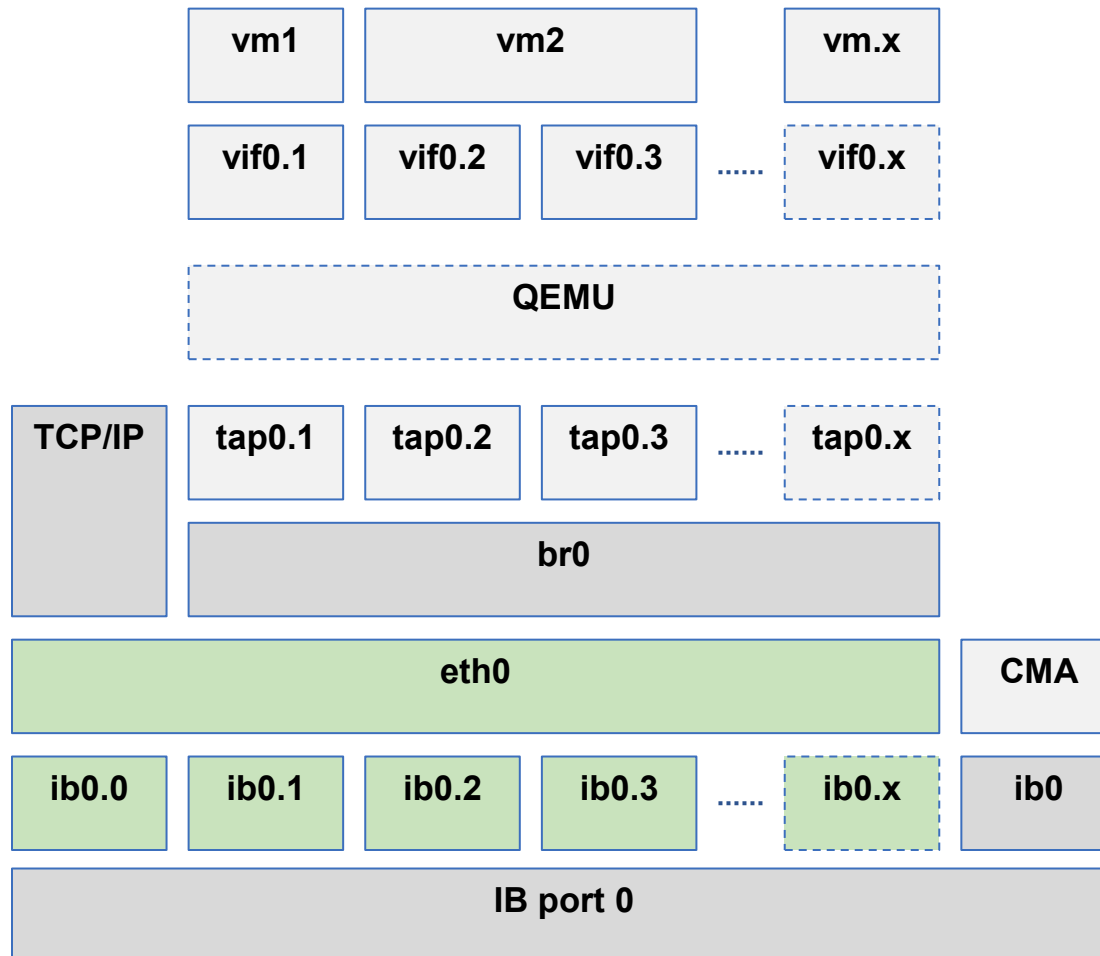 vm1 vm2 vm.x
vif0.1 vif0.2 vif0.3 ...... vif0.x
QEMU
TCP/IP tap0.1 tap0.2 tap0.3 ...... tap0.x
br0
eth0 CMA
ib0.0 ib0.1 ib0.2 ib0.3 ...... ib0.x ib0
IB port 0